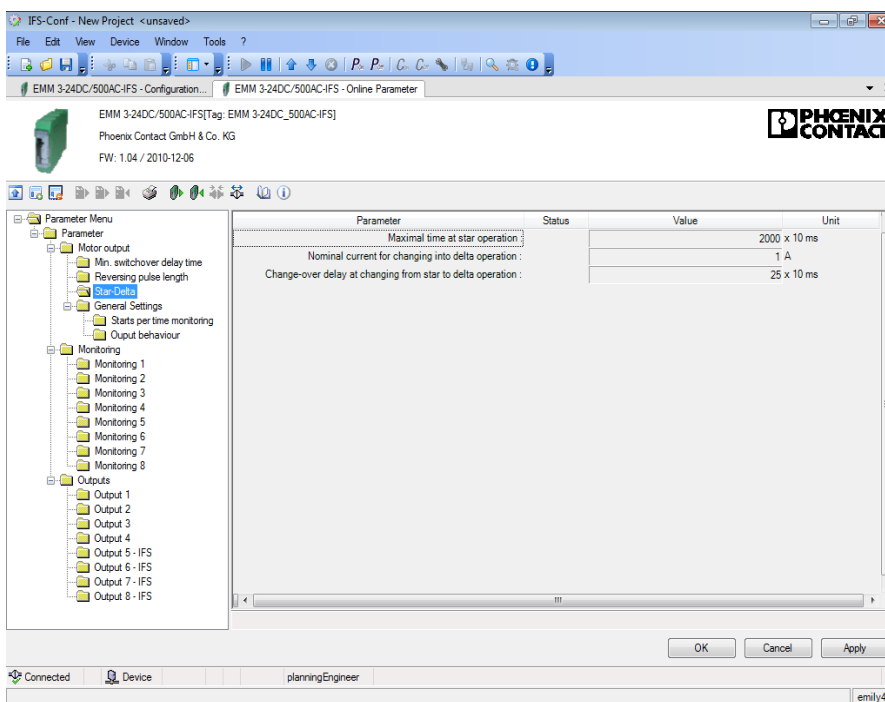 IFS-Conf - New Project <unsaved>
File Edit View Device Window Tools ?
EMM 3-24DC/500AC-IFS - Configuration... EMM 3-24DC/500AC-IFS - Online Parameter
EMM 3-24DC/500AC-IFS[Tag: EMM 3-24DC_500AC-IFS]
Phoenix Contact GmbH & Co. KG
FW: 1.04 / 2010-12-06
PHŒNIX
CONTACT
Parameter Menu
Parameter
Motor output
Min. switchover delay time
Reversing pulse length
Star-Delta
General Settings
Starts per time monitoring
Ouput behaviour
Monitoring
Monitoring 1
Monitoring 2
Monitoring 3
Monitoring 4
Monitoring 5
Monitoring 6
Monitoring 7
Monitoring 8
Outputs
Output 1
Output 2
Output 3
Output 4
Output 5 - IFS
Output 6 - IFS
Output 7 - IFS
Output 8 - IFS
Parameter Status Value Unit
Maximal time at star operation : 2000 x 10 ms
Nominal current for changing into delta operation : 1 A
Change-over delay at changing from star to delta operation : 25 x 10 ms
OK Cancel Apply
Connected Device planningEngineer
emily4